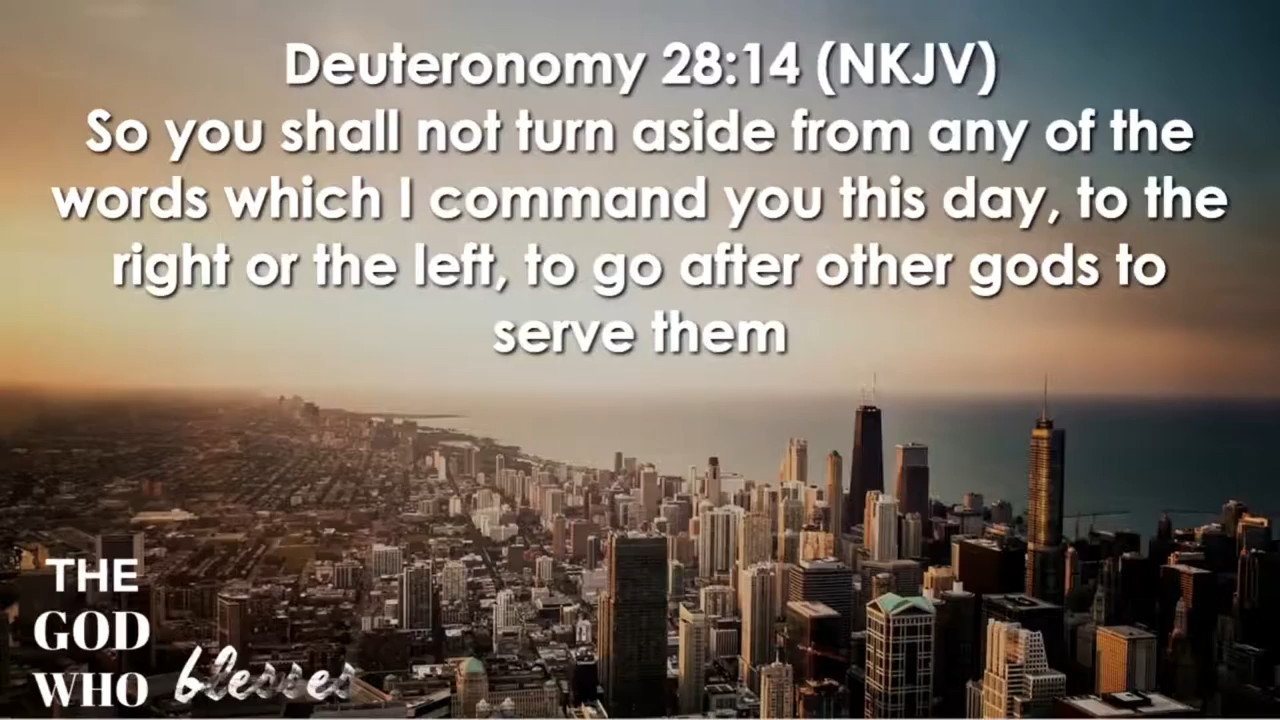 Deuteronomy 28:14 (NKJV)
So you shall not turn aside from any of the
words which I command you this day, to the
right or the left, to go after other gods to
serve them
THE
GOD
WHO blesses